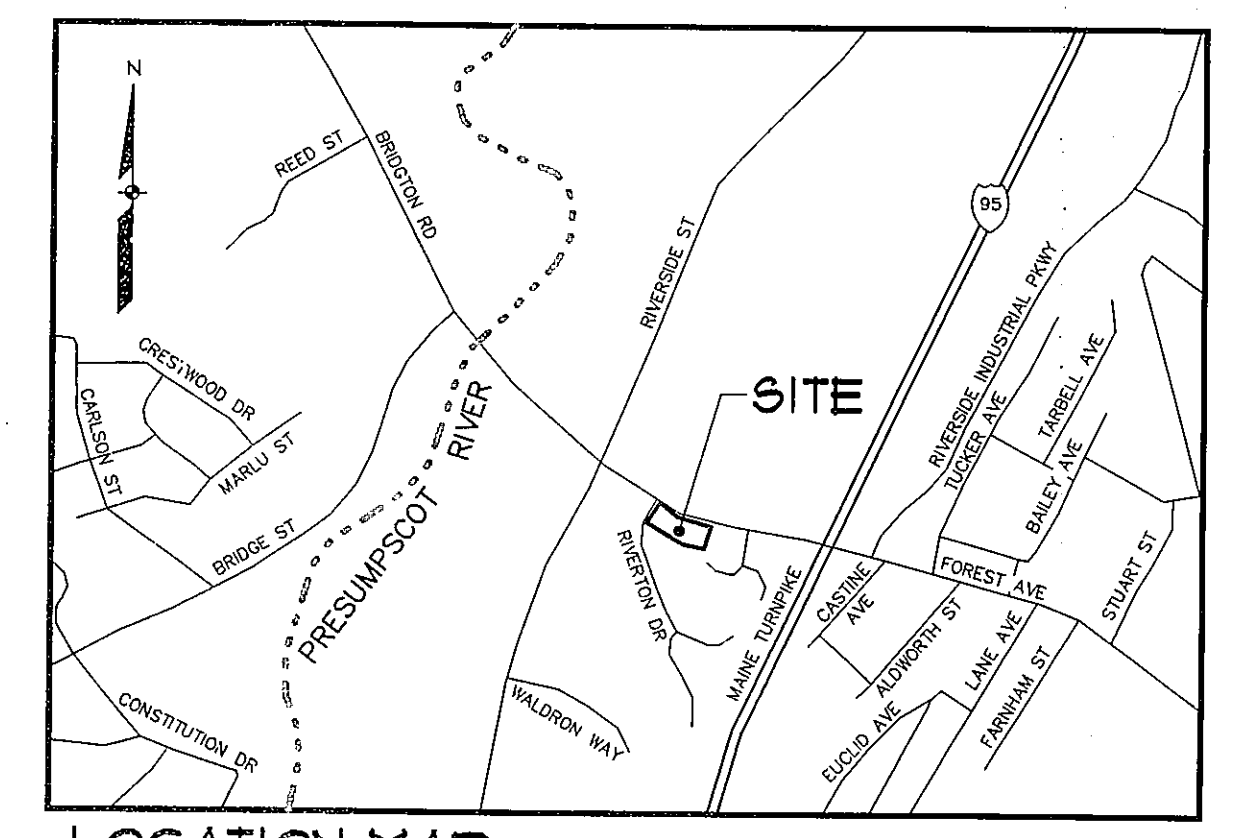 N
REED ST
BRIDGTON RD
95
RIVERSIDE ST
RIVERSIDE INDUSTRIAL PKWY
CRESTWOOD DR
CARLSON ST
MARLU ST
SITE
TUCKER AVE
TARBELL AVE
BAILEY AVE
PRESUMPSCOT RIVER
BRIDGE ST
RIVERTON DR
FOREST AVE
STUART ST
CASTINE
AVE
MAINE TURNPIKE
ALDWORTH ST
LANE AVE
FARNHAM ST
WALDRON WAY
EUCLID AVE
CONSTITUTION DR
LOCATION MAP